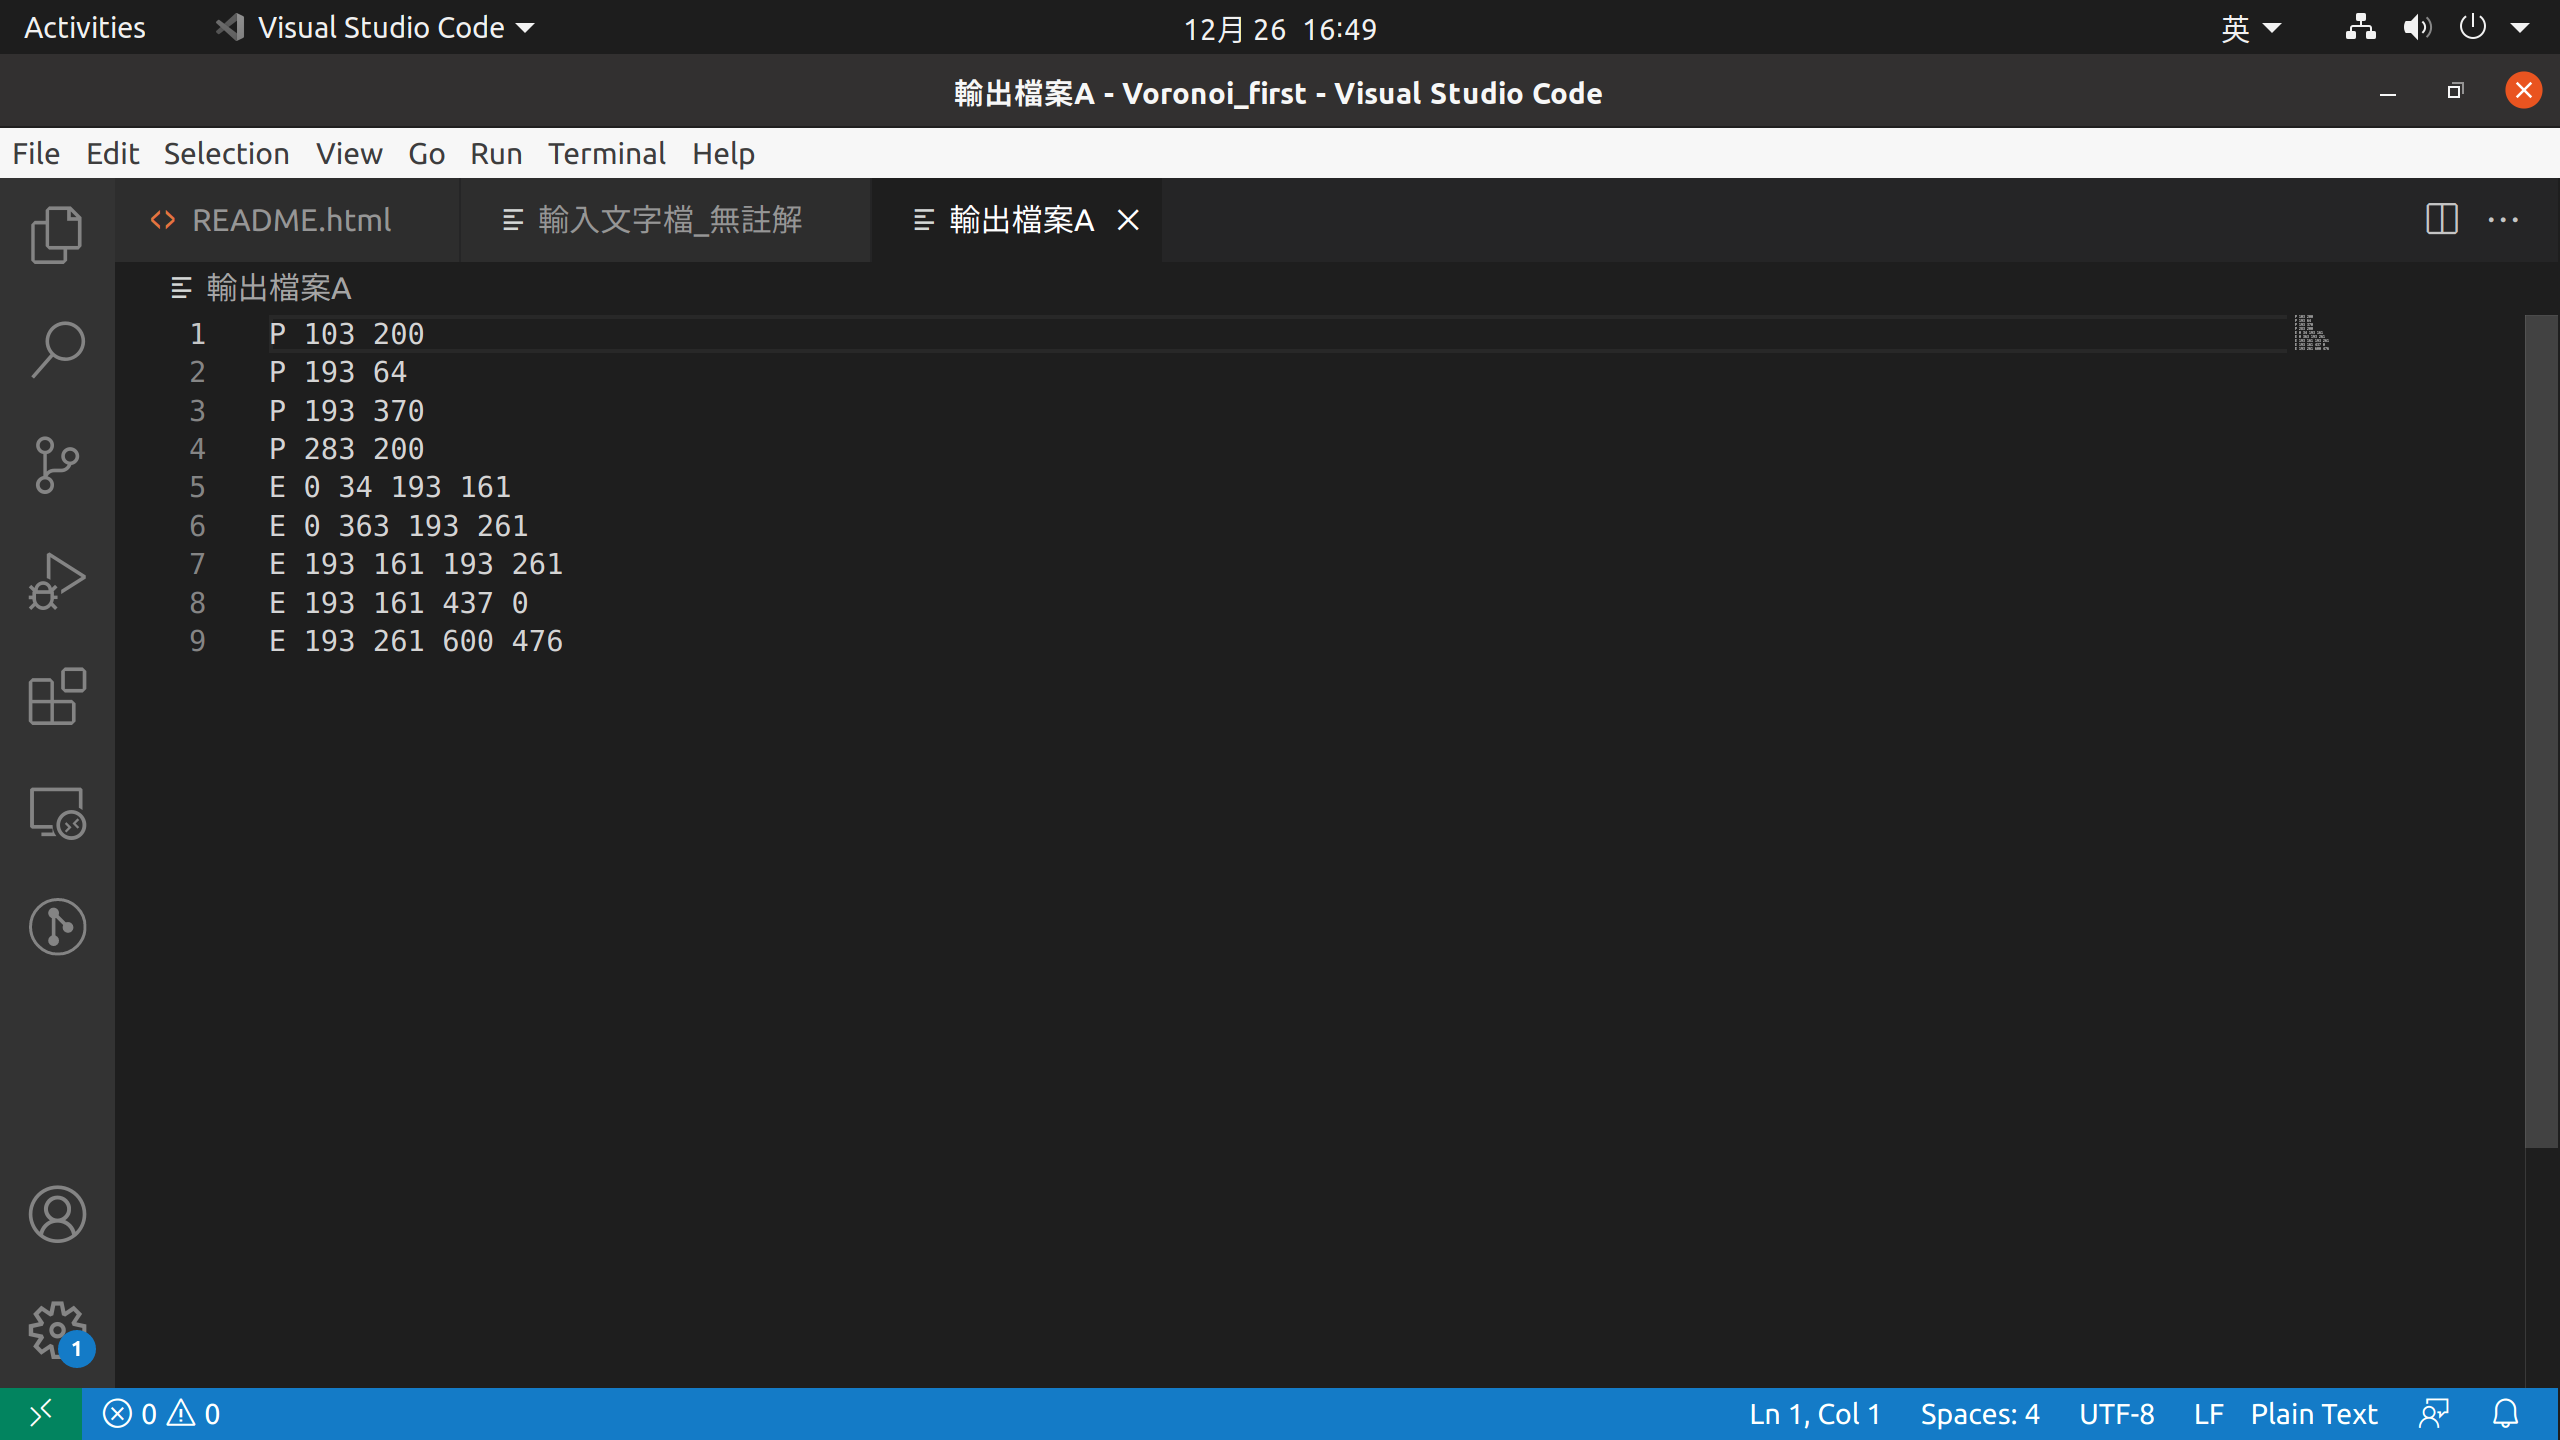 Activities Visual Studio Code 12月 26 16:49 英
輸出檔案A - Voronoi_first - Visual Studio Code
File Edit Selection View Go Run Terminal Help
README.html 輸入文字檔_無註解 輸出檔案A
輸出檔案A
1 P 103 200
2 P 193 64
3 P 193 370
4 P 283 200
5 E 0 34 193 161
6 E 0 363 193 261
7 E 193 161 193 261
8 E 193 161 437 0
9 E 193 261 600 476
1
0 0 Ln 1, Col 1 Spaces: 4 UTF-8 LF Plain Text